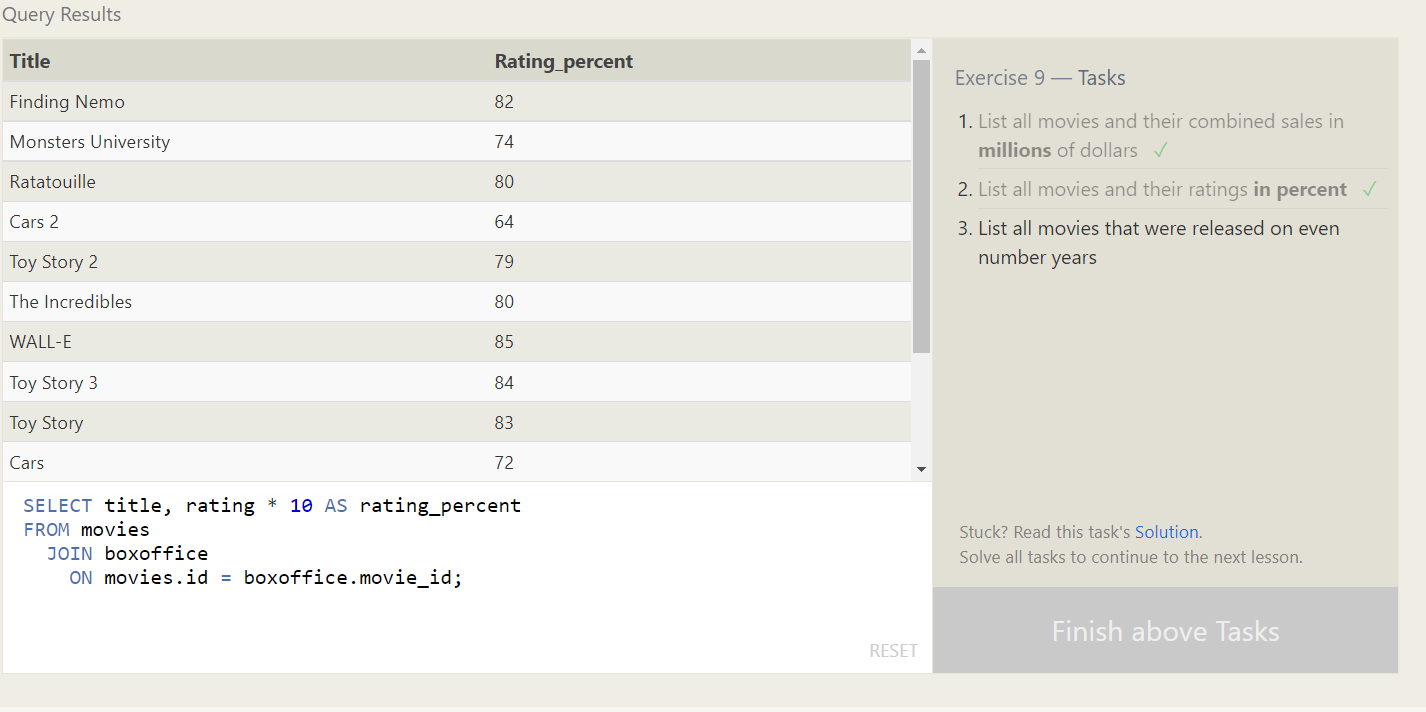 Query Results
Title Rating_percent
Finding Nemo 82
Monsters University 74
Ratatouille 80
Cars 2 64
Toy Story 2 79
The Incredibles 80
WALL-E 85
Toy Story 3 84
Toy Story 83
Cars 72
SELECT title, rating * 10 AS rating_percent
FROM movies
JOIN boxoffice
ON movies.id = boxoffice.movie_id;
RESET
Exercise 9 — Tasks
1. List all movies and their combined sales in
millions of dollars ✓
2. List all movies and their ratings in percent ✓
3. List all movies that were released on even
number years
Stuck? Read this task's Solution.
Solve all tasks to continue to the next lesson.
Finish above Tasks